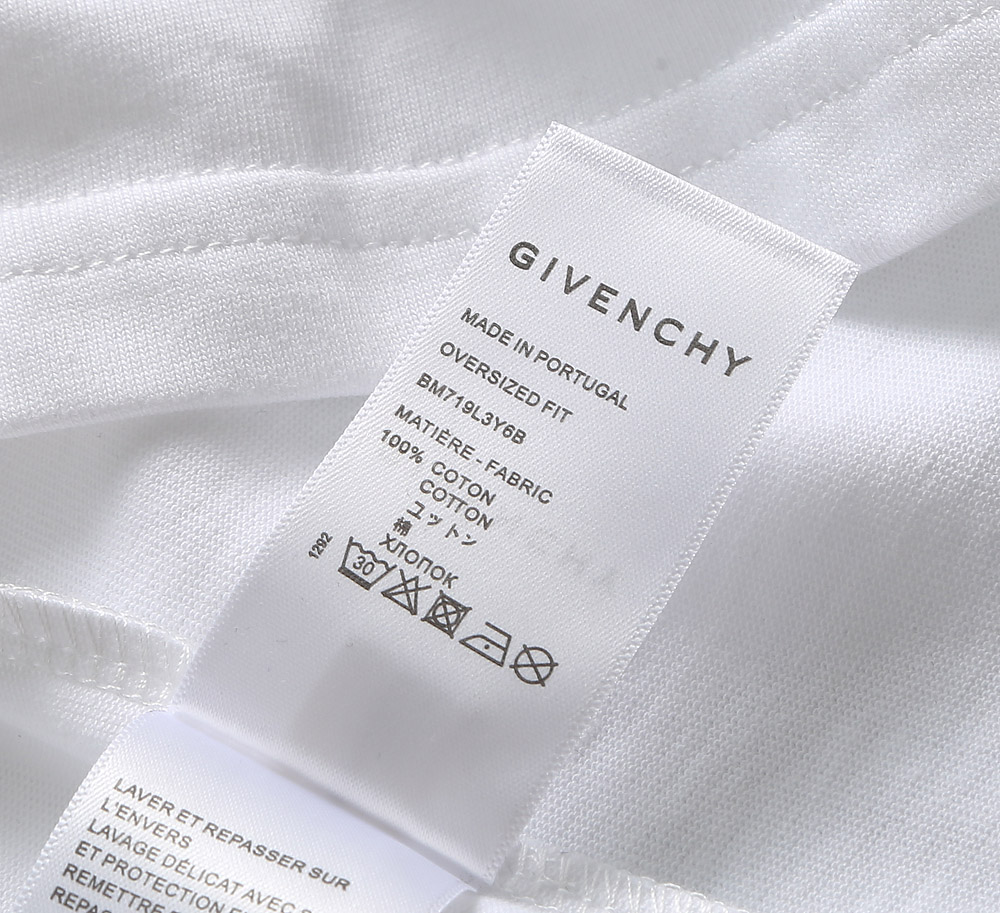 GIVENCHY
MADE IN PORTUGAL
OVERSIZED FIT
BM719L3Y6B
MATIÈRE - FABRIC
100% COTON
COTTON
ユットン
棉
ХЛОПОК
1292
30
LAVER ET REPASSER SUR
L'ENVERS
LAVAGE DÉLICAT AVEC
ET PROTECTION
REMETTRE